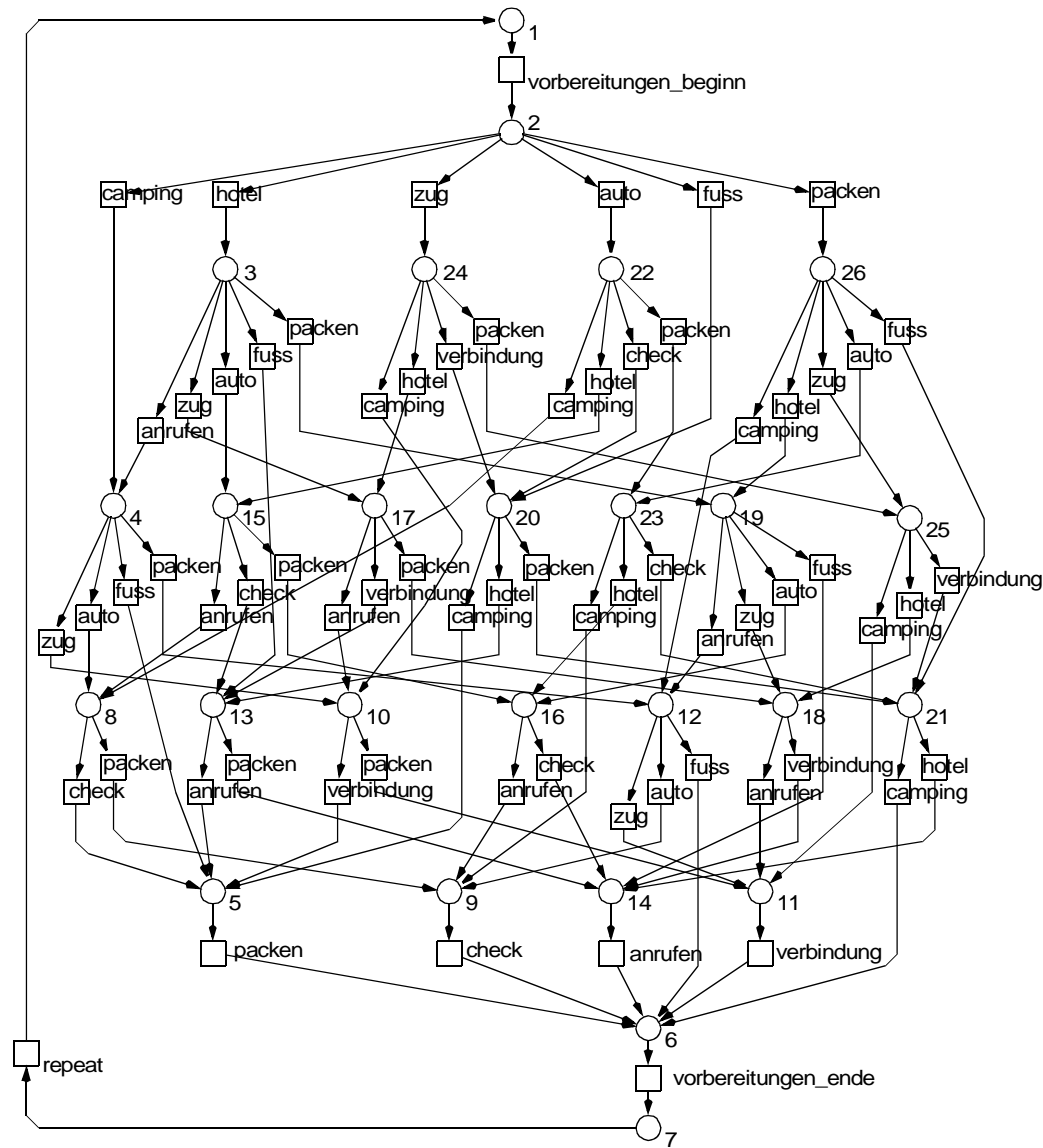 1
vorbereitungen_beginn
2
camping hotel zug auto fuss packen
3 24 22 26
packen packen packen fuss
fuss verbindung check auto
auto hotel hotel zug
zug camping camping hotel
anrufen camping
4 15 17 20 23 19 25
packen packen packen packen check fuss verbindung
fuss check verbindung hotel hotel auto hotel
auto anrufen anrufen camping camping zug camping
zug anrufen
8 13 10 16 12 18 21
packen packen packen check fuss verbindung hotel
check anrufen verbindung anrufen auto anrufen camping
zug
5 9 14 11
packen check anrufen verbindung
6
repeat
vorbereitungen_ende
7